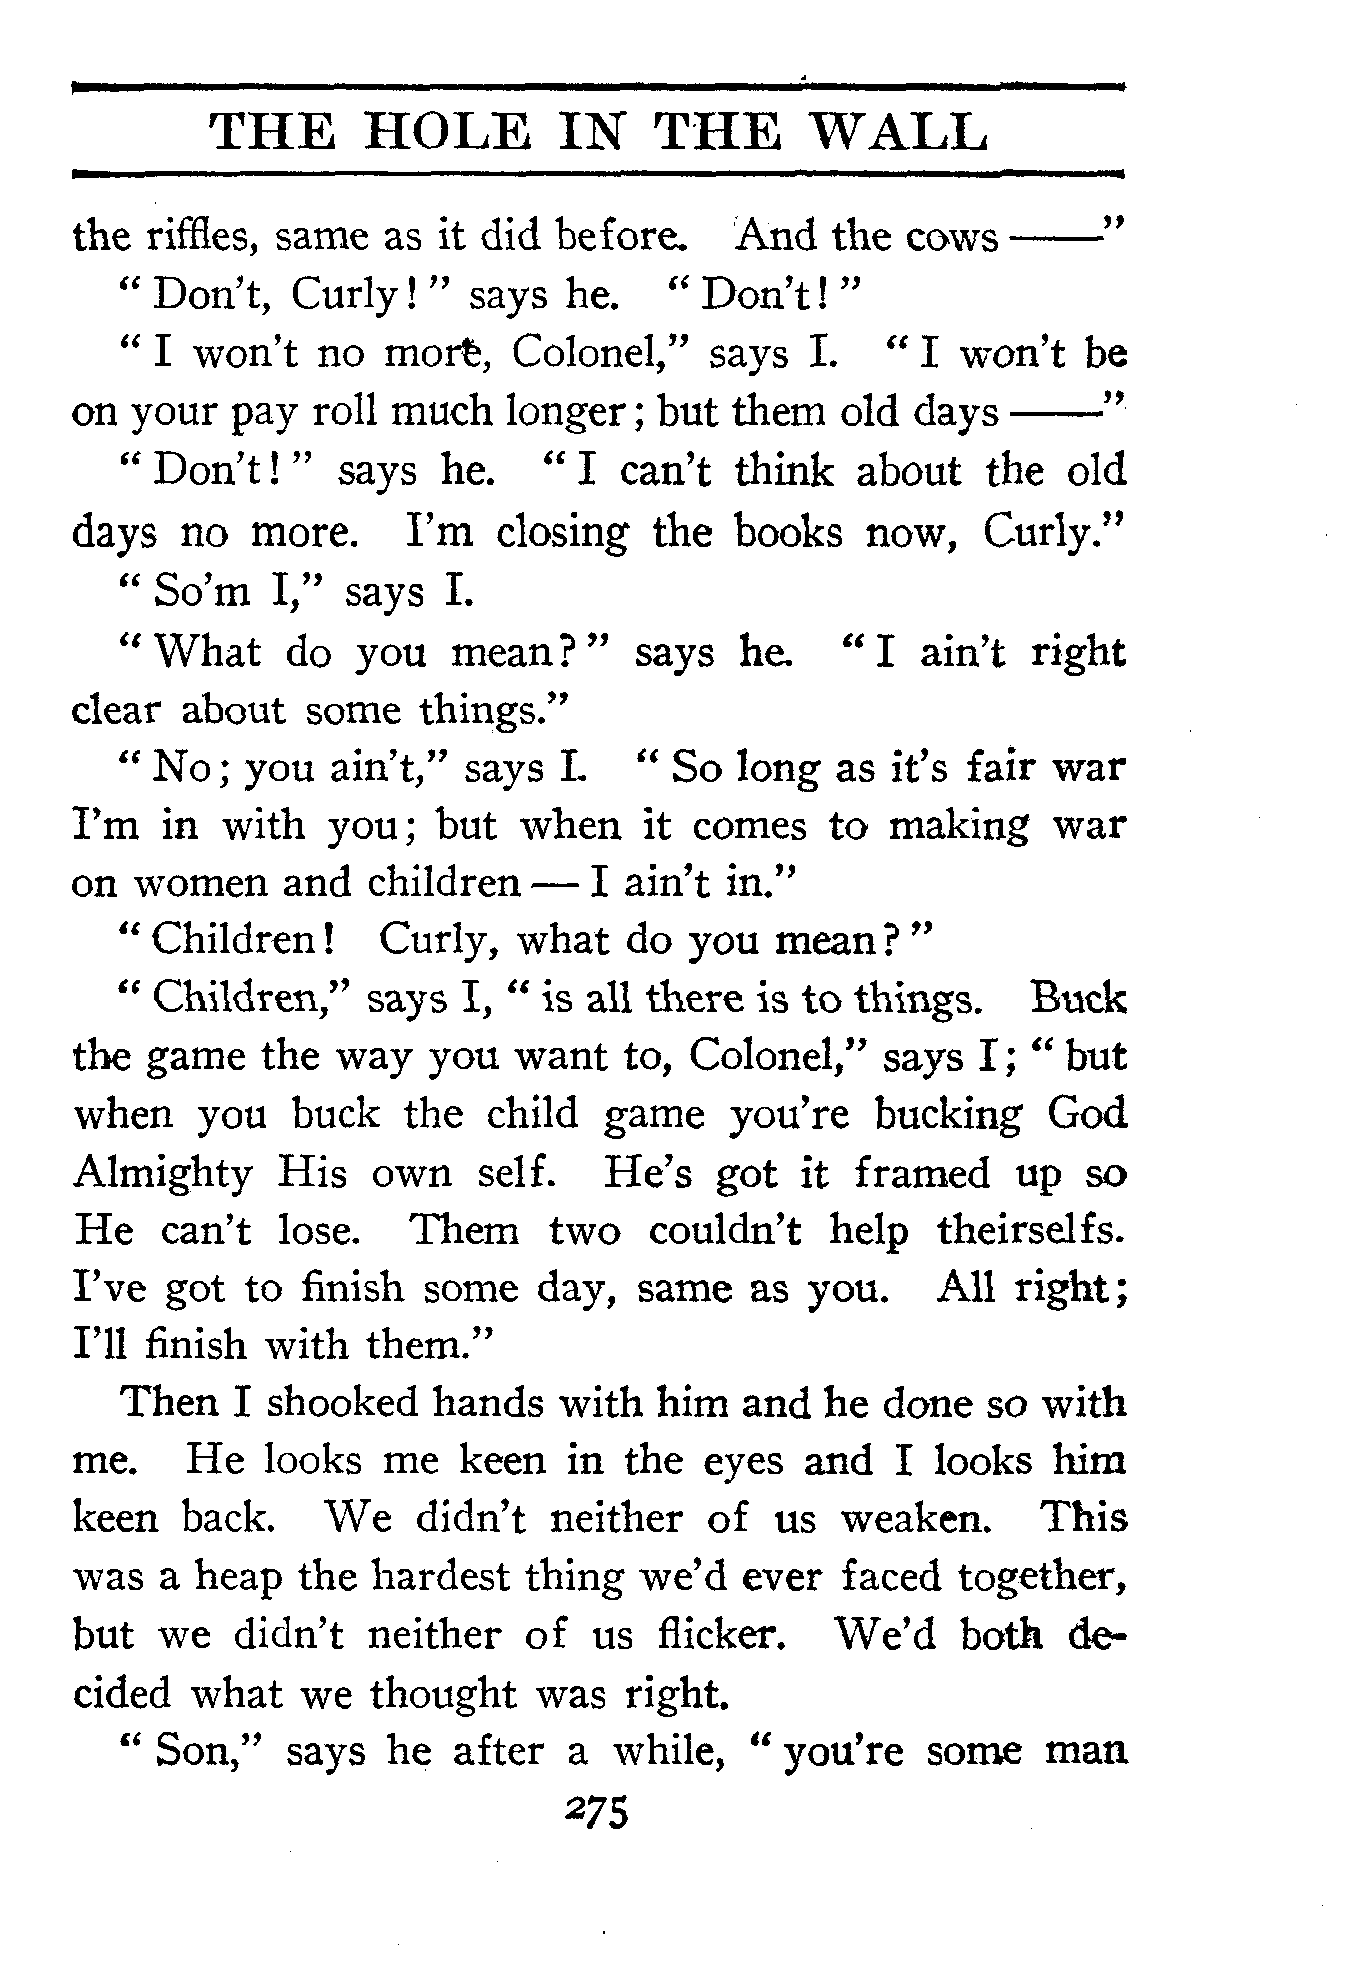 THE HOLE IN THE WALL
the riffles, same as it did before. And the cows ——"
" Don't, Curly! " says he. " Don't! "
" I won't no more, Colonel," says I. " I won't be
on your pay roll much longer; but them old days ——"
" Don't! " says he. " I can't think about the old
days no more. I'm closing the books now, Curly."
" So'm I," says I.
" What do you mean? " says he. " I ain't right
clear about some things."
" No; you ain't," says I. " So long as it's fair war
I'm in with you; but when it comes to making war
on women and children — I ain't in."
" Children! Curly, what do you mean? "
" Children," says I, " is all there is to things. Buck
the game the way you want to, Colonel," says I; " but
when you buck the child game you're bucking God
Almighty His own self. He's got it framed up so
He can't lose. Them two couldn't help theirselfs.
I've got to finish some day, same as you. All right;
I'll finish with them."
Then I shooked hands with him and he done so with
me. He looks me keen in the eyes and I looks him
keen back. We didn't neither of us weaken. This
was a heap the hardest thing we'd ever faced together,
but we didn't neither of us flicker. We'd both de-
cided what we thought was right.
" Son," says he after a while, " you're some man
275